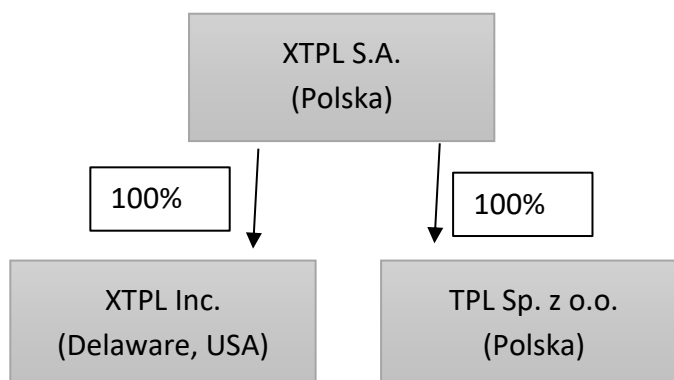 XTPL S.A.
(Polska)
100%
100%
XTPL Inc.
(Delaware, USA)
TPL Sp. z o.o.
(Polska)